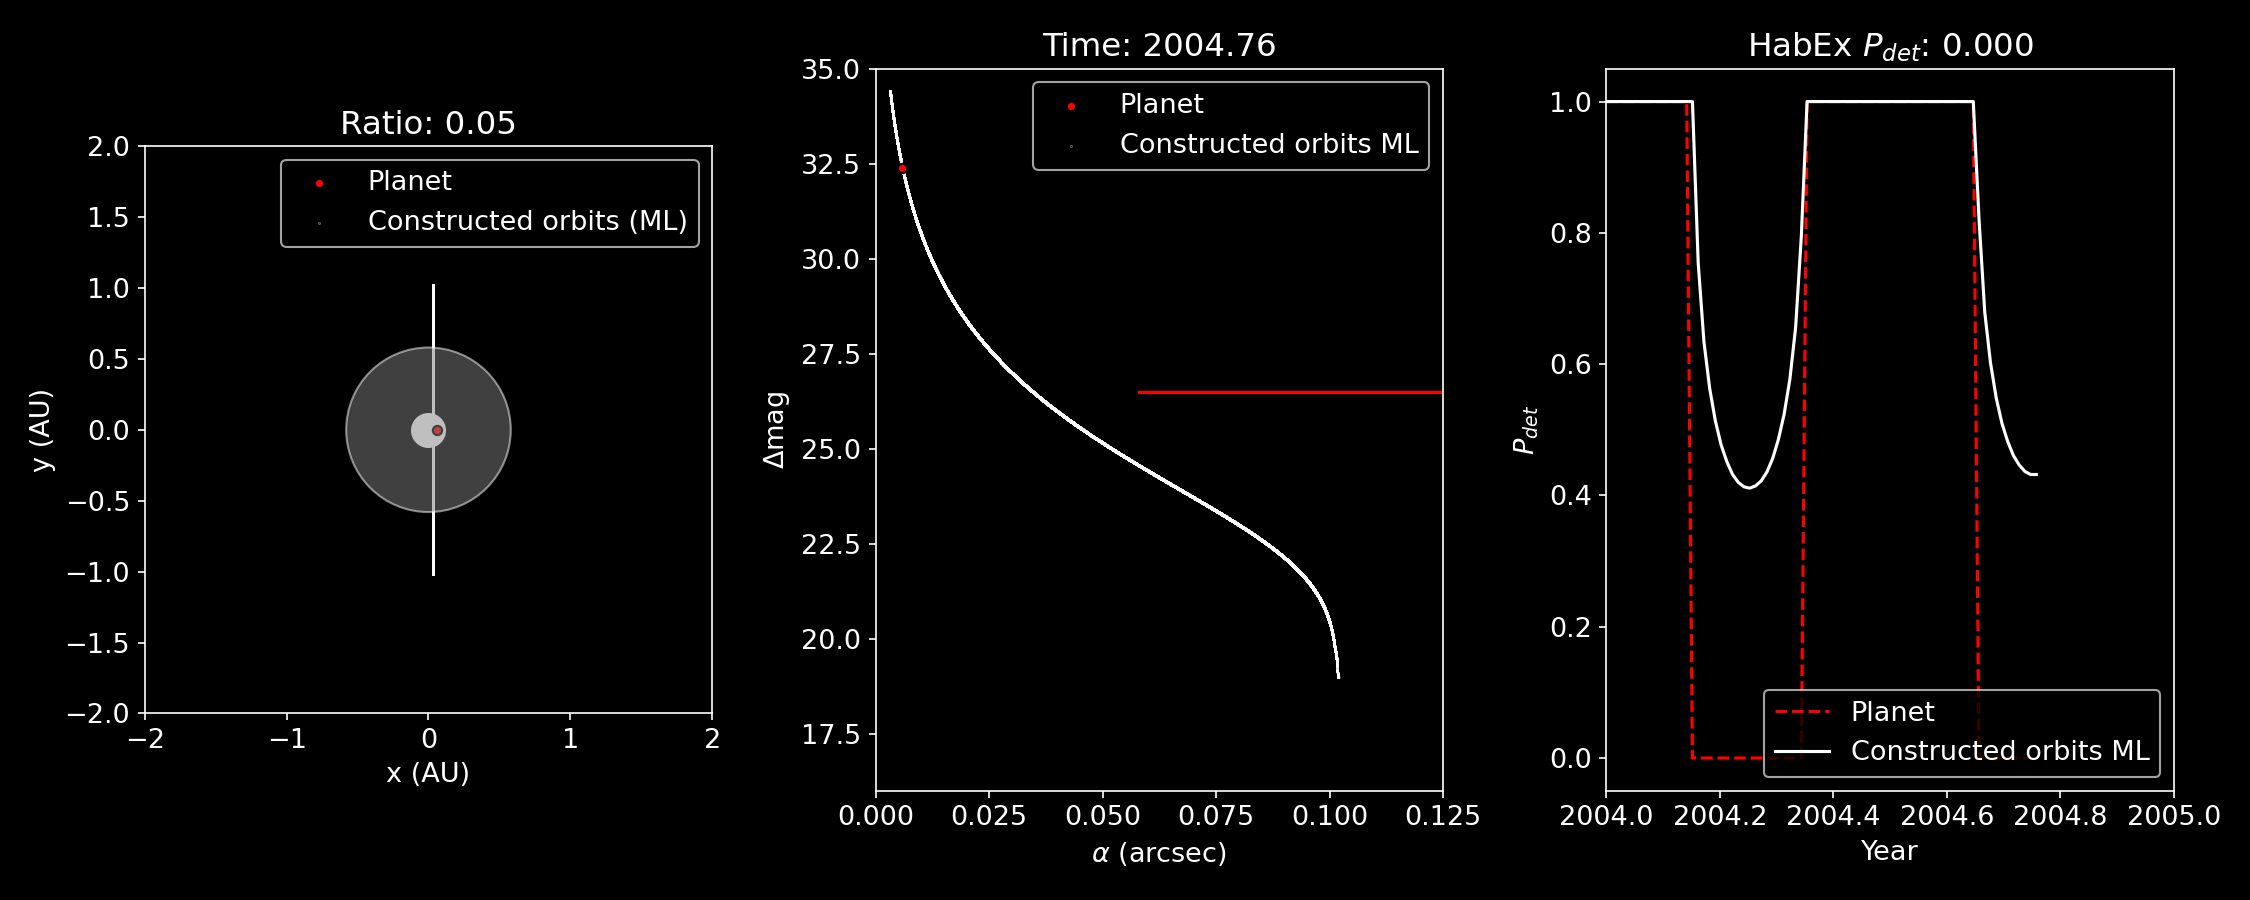 Ratio: 0.05
2.0
1.5
1.0
0.5
0.0
−0.5
−1.0
−1.5
−2.0
y (AU)
Planet
Constructed orbits (ML)
−2
−1
0
1
2
x (AU)
Time: 2004.76
35.0
32.5
30.0
27.5
25.0
22.5
20.0
17.5
Δmag
Planet
Constructed orbits ML
0.000
0.025
0.050
0.075
0.100
0.125
α (arcsec)
HabEx P_det: 0.000
1.0
0.8
0.6
0.4
0.2
0.0
P_det
Planet
Constructed orbits ML
2004.0
2004.2
2004.4
2004.6
2004.8
2005.0
Year